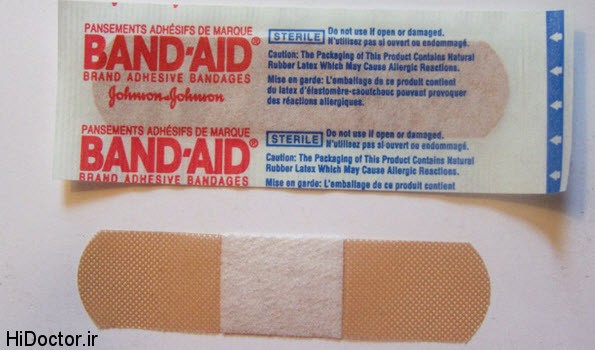 PANSEMENTS ADHÉSIFS DE MARQUE
BAND-AID®
BRAND ADHESIVE BANDAGES
Johnson & Johnson
STERILE
Do not use if open or damaged.
N'utilisez pas si ouvert ou endommagé.
Caution: The Packaging of This Product Contains Natural
Rubber Latex Which May Cause Allergic Reactions.
Mise en garde: L'emballage de ce produit contient
du latex d'élastomère-caoutchouc pouvant provoquer
des réactions allergiques.
PANSEMENTS ADHÉSIFS DE MARQUE
BAND-AID®
BRAND ADHESIVE BANDAGES
STERILE
Do not use if open or damaged.
N'utilisez pas si ouvert ou endommagé.
Caution: The Packaging of This Product Contains Natural
Rubber Latex Which May Cause Allergic Reactions.
Mise en garde: L'emballage de ce produit contient
HiDoctor.ir